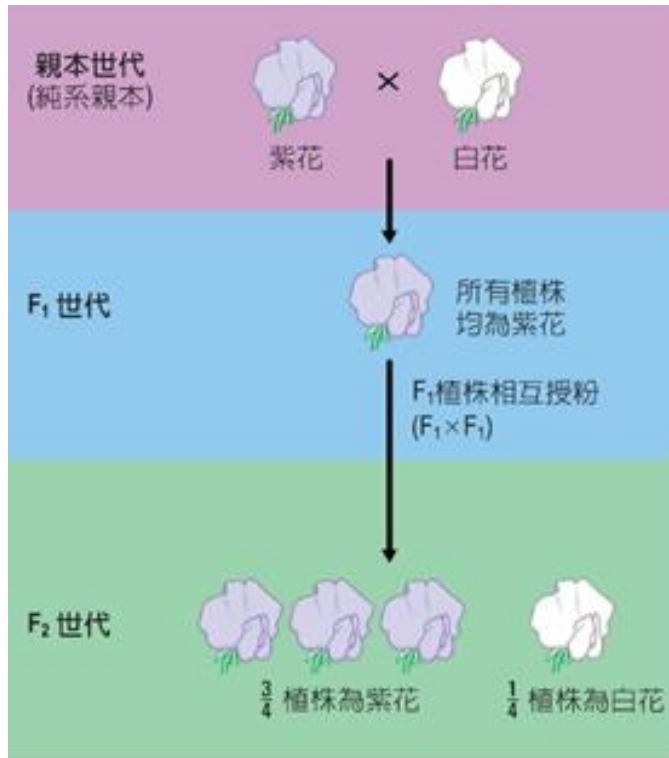 親本世代
(純系親本)
×
紫花
白花
F₁ 世代
所有植株
均為紫花
F₁植株相互授粉
(F₁×F₁)
F₂ 世代
3/4 植株為紫花
1/4 植株為白花